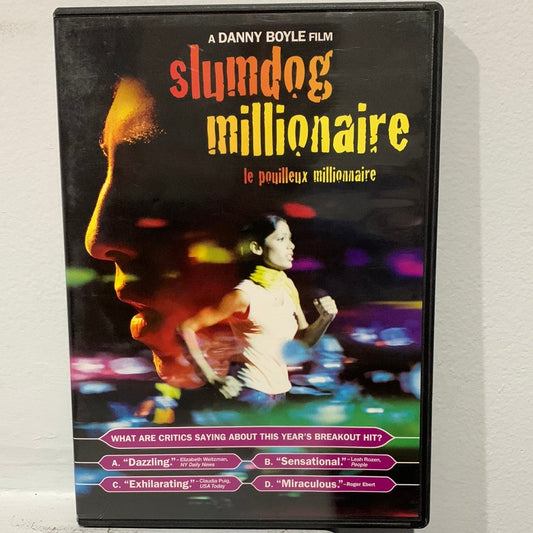 A DANNY BOYLE FILM
slumdog
millionaire
le pouilleux millionnaire
WHAT ARE CRITICS SAYING ABOUT THIS YEAR'S BREAKOUT HIT?
A. "Dazzling." -Elizabeth Weitzman,
NY Daily News
B. "Sensational." -Leah Rozen,
People
C. "Exhilarating." -Claudia Puig,
USA Today
D. "Miraculous." -Roger Ebert